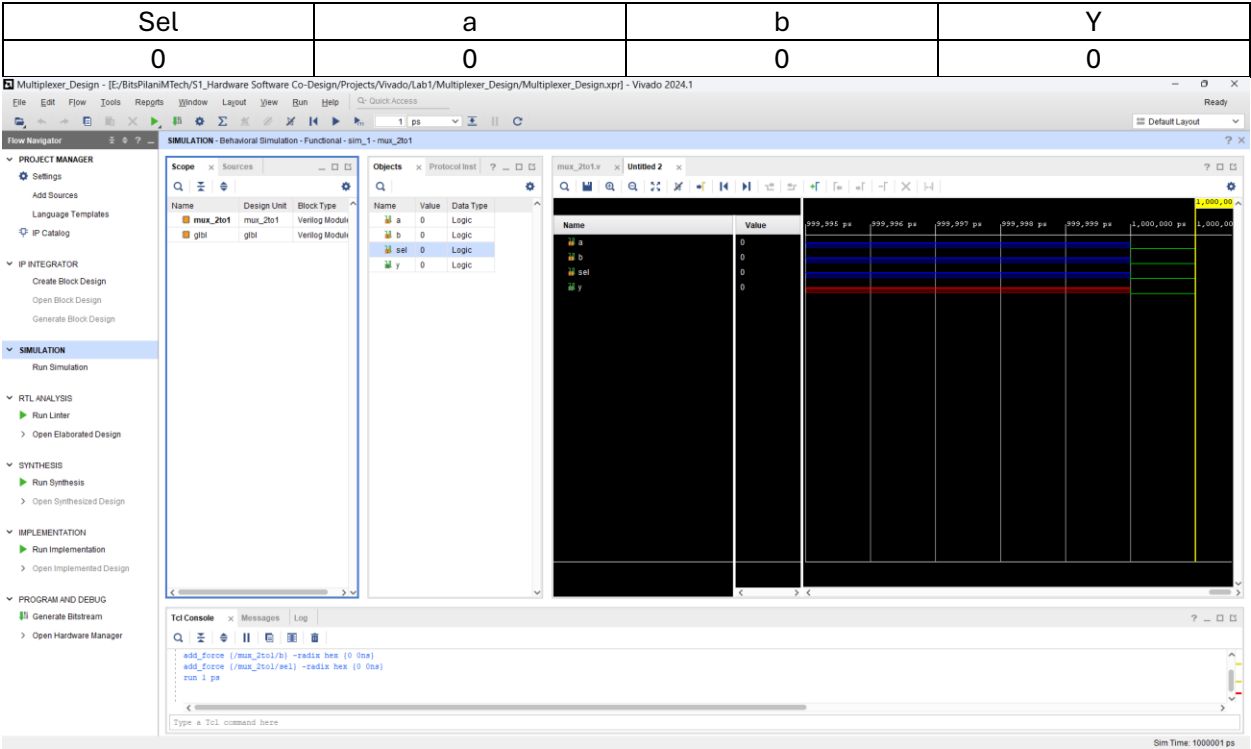 Sel a b Y
0 0 0 0
Multiplexer_Design - [E:/BitsPilaniMTech/S1_Hardware Software Co-Design/Projects/Vivado/Lab1/Multiplexer_Design/Multiplexer_Design.xpr] - Vivado 2024.1
File Edit Flow Tools Reports Window Layout View Run Help Quick Access Ready
1 ps Default Layout
Flow Navigator
SIMULATION - Behavioral Simulation - Functional - sim_1 - mux_2to1
PROJECT MANAGER
Settings
Add Sources
Language Templates
IP Catalog
IP INTEGRATOR
Create Block Design
Open Block Design
Generate Block Design
SIMULATION
Run Simulation
RTL ANALYSIS
Run Linter
Open Elaborated Design
SYNTHESIS
Run Synthesis
Open Synthesized Design
IMPLEMENTATION
Run Implementation
Open Implemented Design
PROGRAM AND DEBUG
Generate Bitstream
Open Hardware Manager
Scope Sources
Name Design Unit Block Type
mux_2to1 mux_2to1 Verilog Module
glbl glbl Verilog Module
Objects Protocol Inst
Name Value Data Type
a 0 Logic
b 0 Logic
sel 0 Logic
y 0 Logic
mux_2to1.v Untitled 2
1,000,00
Name Value 999,995 ps 999,996 ps 999,997 ps 999,998 ps 999,999 ps 1,000,000 ps 1,000,00
a 0
b 0
sel 0
y 0
Tcl Console Messages Log
add_force {/mux_2to1/b} -radix hex {0 0ns}
add_force {/mux_2to1/sel} -radix hex {0 0ns}
run 1 ps
Type a Tcl command here
Sim Time: 1000001 ps